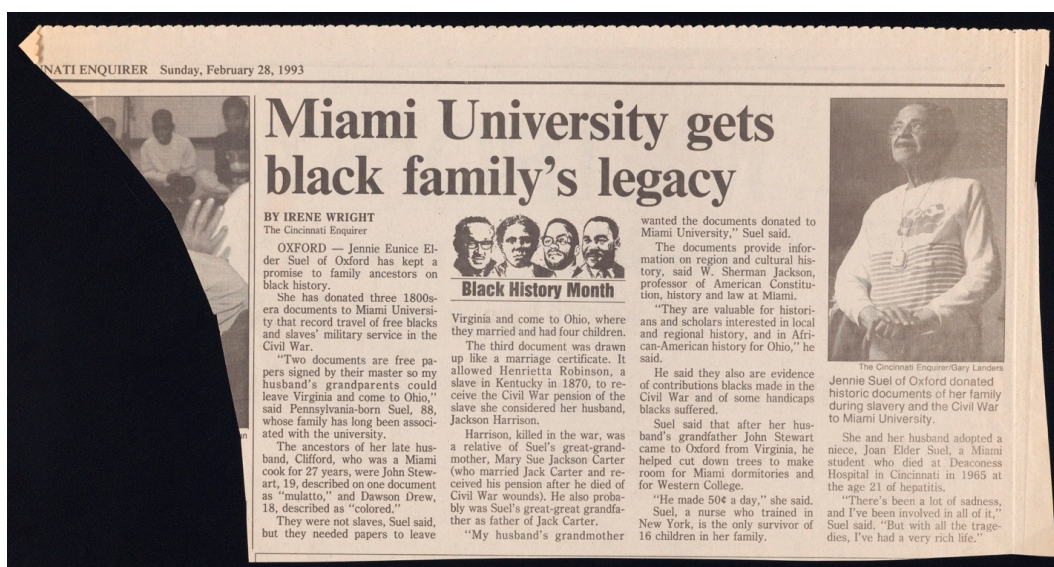 NNATI ENQUIRER Sunday, February 28, 1993
Miami University gets
black family's legacy
BY IRENE WRIGHT
The Cincinnati Enquirer
OXFORD — Jennie Eunice El-
der Suel of Oxford has kept a
promise to family ancestors on
black history.
She has donated three 1800s-
era documents to Miami Universi-
ty that record travel of free blacks
and slaves' military service in the
Civil War.
"Two documents are free pa-
pers signed by their master so my
husband's grandparents could
leave Virginia and come to Ohio,"
said Pennsylvania-born Suel, 88,
whose family has long been associ-
ated with the university.
The ancestors of her late hus-
band, Clifford, who was a Miami
cook for 27 years, were John Stew-
art, 19, described on one document
as "mulatto," and Dawson Drew,
18, described as "colored."
They were not slaves, Suel said,
but they needed papers to leave
Black History Month
Virginia and come to Ohio, where
they married and had four children.
The third document was drawn
up like a marriage certificate. It
allowed Henrietta Robinson, a
slave in Kentucky in 1870, to re-
ceive the Civil War pension of the
slave she considered her husband,
Jackson Harrison.
Harrison, killed in the war, was
a relative of Suel's great-grand-
mother, Mary Sue Jackson Carter
(who married Jack Carter and re-
ceived his pension after he died of
Civil War wounds). He also proba-
bly was Suel's great-great grandfa-
ther as father of Jack Carter.
"My husband's grandmother
wanted the documents donated to
Miami University," Suel said.
The documents provide infor-
mation on region and cultural his-
tory, said W. Sherman Jackson,
professor of American Constitu-
tion, history and law at Miami.
"They are valuable for histori-
ans and scholars interested in local
and regional history, and in Afri-
can-American history for Ohio," he
said.
He said they also are evidence
of contributions blacks made in the
Civil War and of some handicaps
blacks suffered.
Suel said that after her hus-
band's grandfather John Stewart
came to Oxford from Virginia, he
helped cut down trees to make
room for Miami dormitories and
for Western College.
"He made 50¢ a day," she said.
Suel, a nurse who trained in
New York, is the only survivor of
16 children in her family.
The Cincinnati Enquirer/Gary Landers
Jennie Suel of Oxford donated
historic documents of her family
during slavery and the Civil War
to Miami University.
She and her husband adopted a
niece, Joan Elder Suel, a Miami
student who died at Deaconess
Hospital in Cincinnati in 1965 at
the age 21 of hepatitis.
"There's been a lot of sadness,
and I've been involved in all of it,"
Suel said. "But with all the trage-
dies, I've had a very rich life."